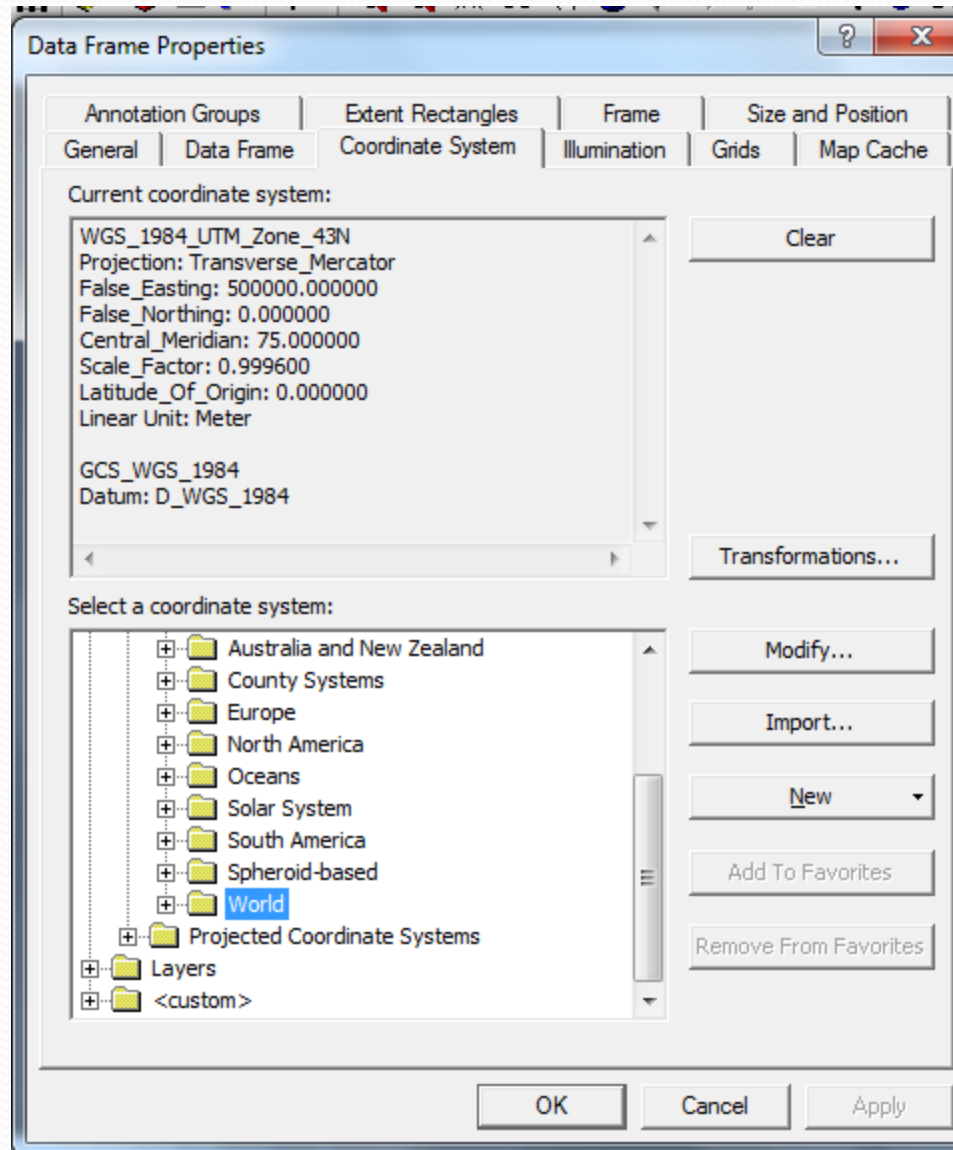 Data Frame Properties
Annotation Groups Extent Rectangles Frame Size and Position
General Data Frame Coordinate System Illumination Grids Map Cache
Current coordinate system:
WGS_1984_UTM_Zone_43N
Projection: Transverse_Mercator
False_Easting: 500000.000000
False_Northing: 0.000000
Central_Meridian: 75.000000
Scale_Factor: 0.999600
Latitude_Of_Origin: 0.000000
Linear Unit: Meter
GCS_WGS_1984
Datum: D_WGS_1984
Clear
Transformations...
Select a coordinate system:
Australia and New Zealand
County Systems
Europe
North America
Oceans
Solar System
South America
Spheroid-based
World
Projected Coordinate Systems
Layers
<custom>
Modify...
Import...
New
Add To Favorites
Remove From Favorites
OK Cancel Apply